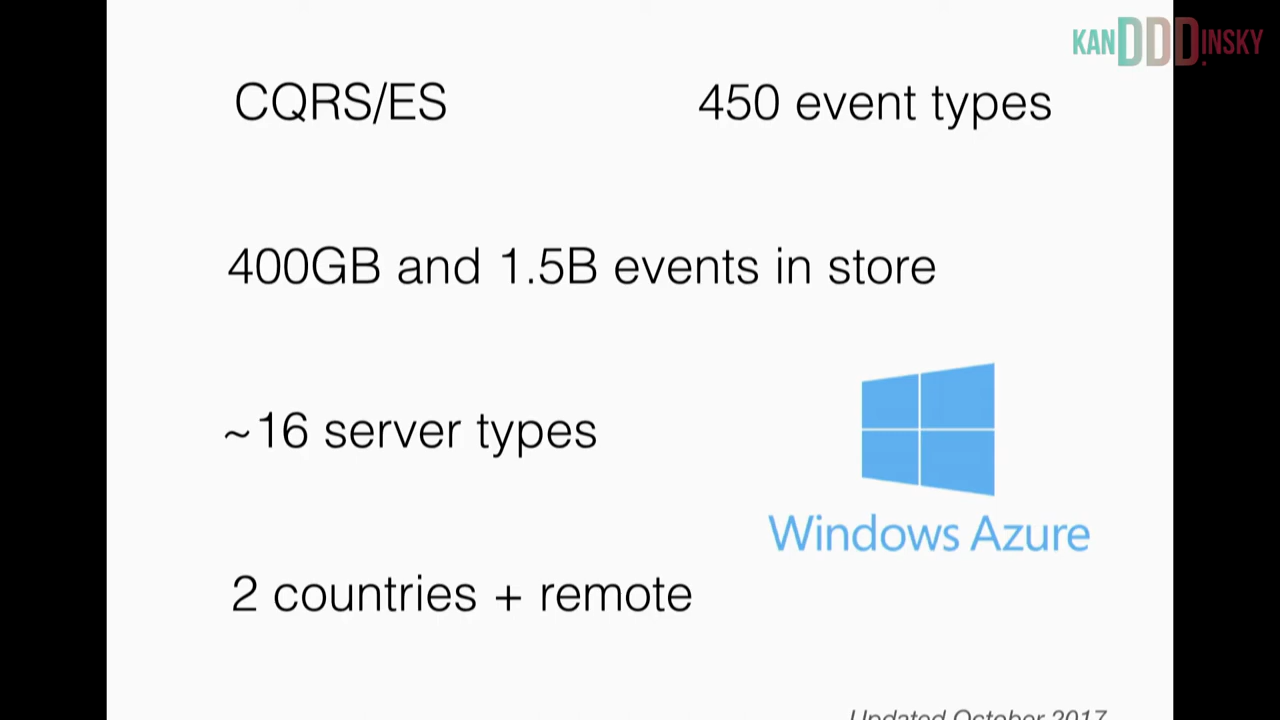 KANDDDINSKY
CQRS/ES
450 event types
400GB and 1.5B events in store
~16 server types
Windows Azure
2 countries + remote
Updated October 2017